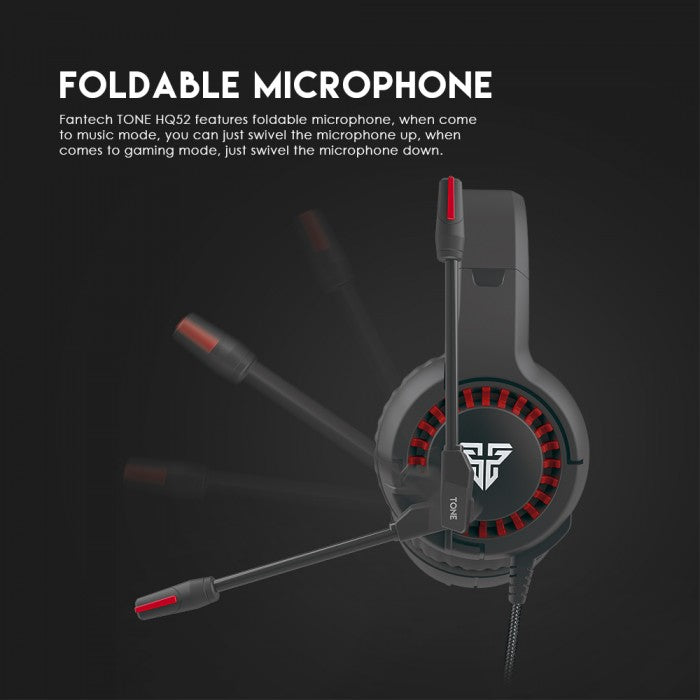 FOLDABLE MICROPHONE
Fantech TONE HQ52 features foldable microphone, when come
to music mode, you can just swivel the microphone up, when
comes to gaming mode, just swivel the microphone down.
TONE